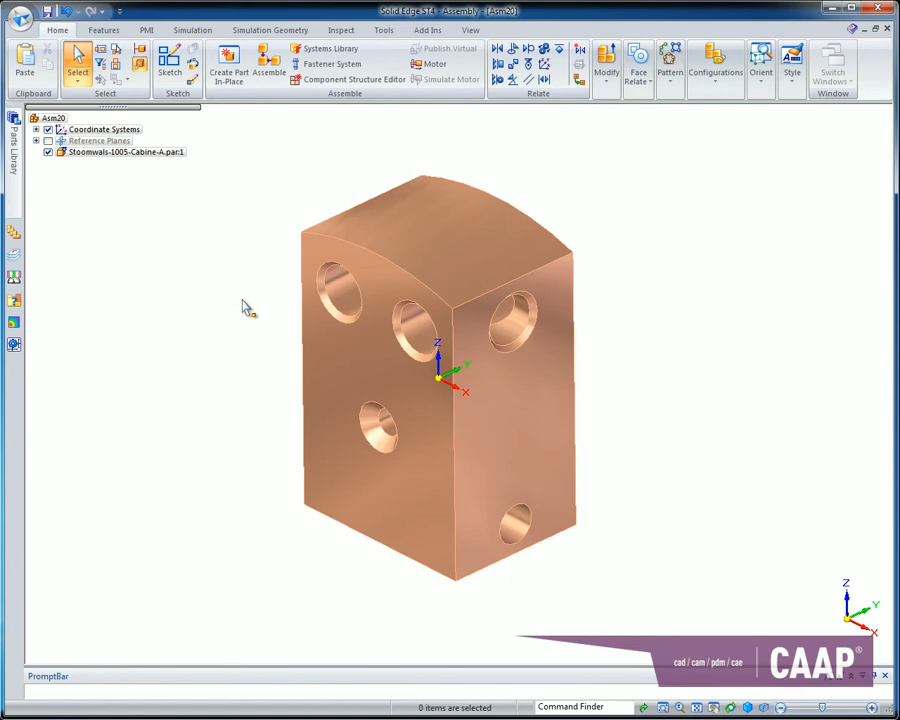 Solid Edge ST4 - Assembly - [Asm20]
Home Features PMI Simulation Simulation Geometry Inspect Tools Add Ins View
Paste
Clipboard
Select
Select
Sketch
Sketch
Create Part In-Place
Assemble
Systems Library
Fastener System
Component Structure Editor
Publish Virtual
Motor
Simulate Motor
Assemble
Relate
Modify
Face Relate
Pattern
Configurations
Orient
Style
Switch Windows
Window
Parts Library
Asm20
Coordinate Systems
Reference Planes
Stoomwals-1005-Cabine-A.par:1
Z
Y
X
Z
Y
X
cad / cam / pdm / cae
CAAP®
PromptBar
0 items are selected
Command Finder